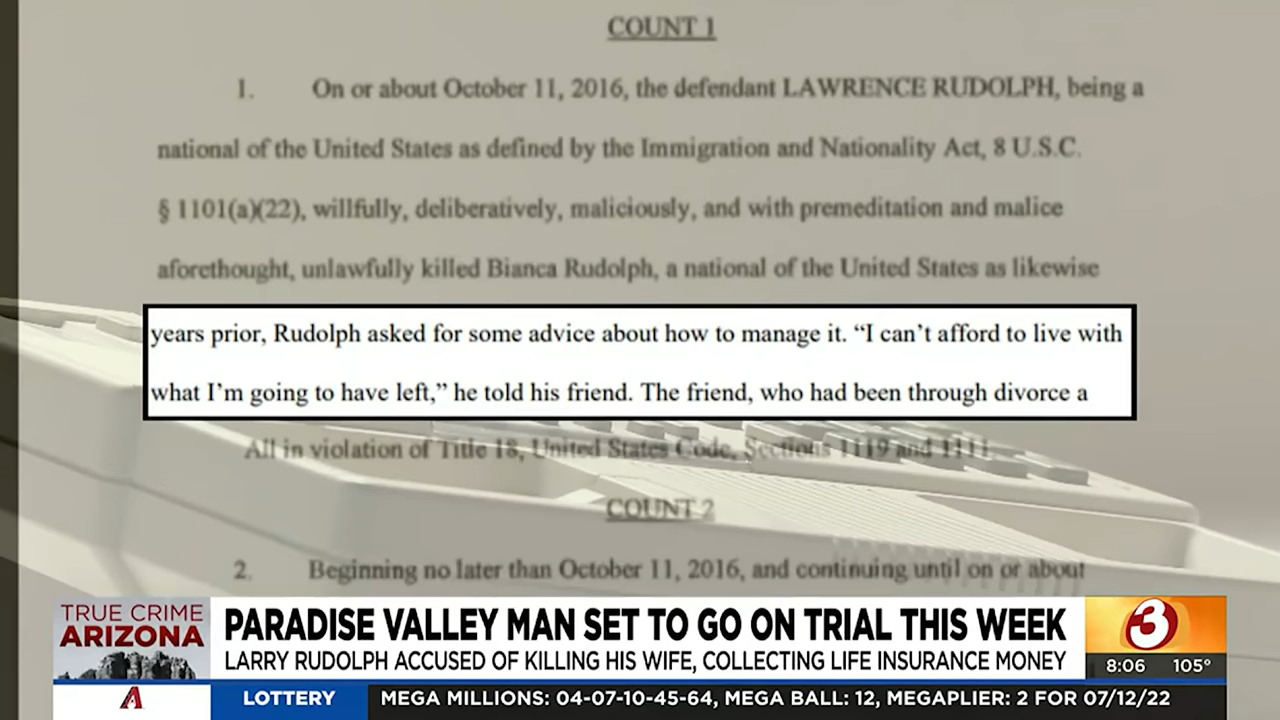 COUNT 1
1. On or about October 11, 2016, the defendant LAWRENCE RUDOLPH, being a
national of the United States as defined by the Immigration and Nationality Act, 8 U.S.C.
§ 1101(a)(22), willfully, deliberatively, maliciously, and with premeditation and malice
aforethought, unlawfully killed Bianca Rudolph, a national of the United States as likewise
years prior, Rudolph asked for some advice about how to manage it. “I can’t afford to live with
what I’m going to have left,” he told his friend. The friend, who had been through divorce a
All in violation of Title 18, United States Code, Sections 1119 and 1111.
COUNT 2
2. Beginning no later than October 11, 2016, and continuing until on or about
TRUE CRIME
ARIZONA
PARADISE VALLEY MAN SET TO GO ON TRIAL THIS WEEK
LARRY RUDOLPH ACCUSED OF KILLING HIS WIFE, COLLECTING LIFE INSURANCE MONEY
3
8:06 105°
A
LOTTERY
MEGA MILLIONS: 04-07-10-45-64, MEGA BALL: 12, MEGAPLIER: 2 FOR 07/12/22